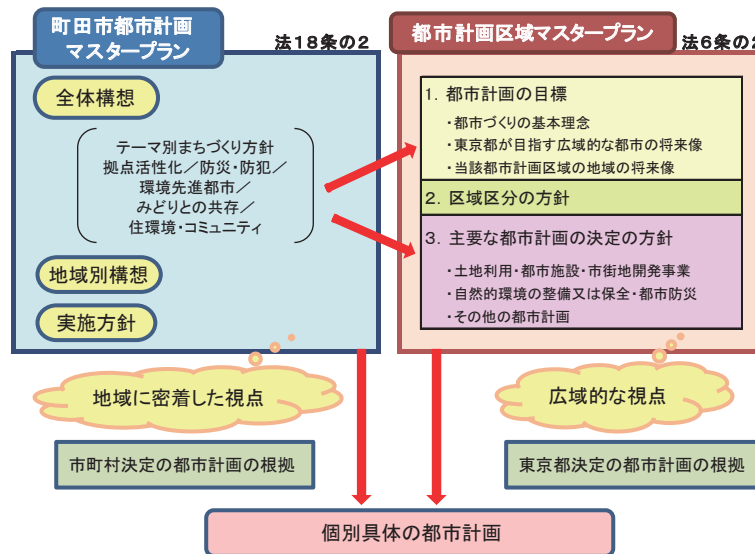 町田市都市計画
マスタープラン
法18条の2
全体構想
テーマ別まちづくり方針
拠点活性化／防災・防犯／
環境先進都市／
みどりとの共存／
住環境・コミュニティ
地域別構想
実施方針
都市計画区域マスタープラン
法6条の2
1. 都市計画の目標
・都市づくりの基本理念
・東京都が目指す広域的な都市の将来像
・当該都市計画区域の地域の将来像
2. 区域区分の方針
3. 主要な都市計画の決定の方針
・土地利用・都市施設・市街地開発事業
・自然的環境の整備又は保全・都市防災
・その他の都市計画
地域に密着した視点
広域的な視点
市町村決定の都市計画の根拠
東京都決定の都市計画の根拠
個別具体の都市計画